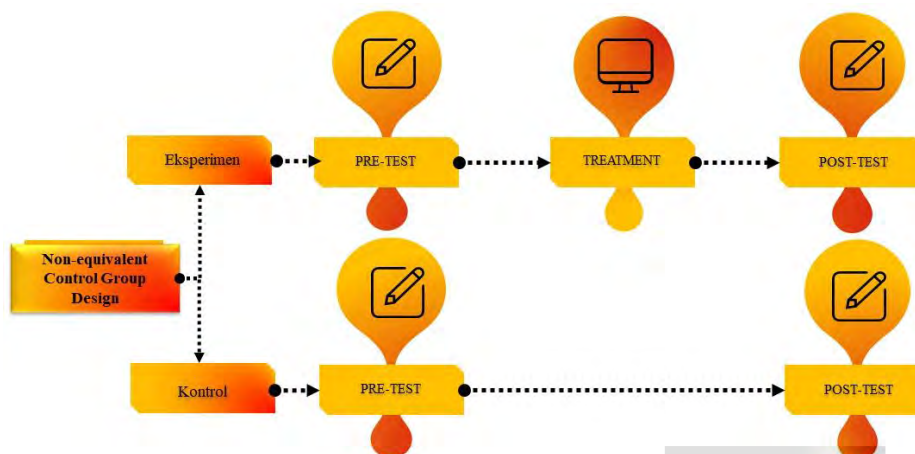 Eksperimen
PRE-TEST
TREATMENT
POST-TEST
Non-equivalent
Control Group
Design
Kontrol
PRE-TEST
POST-TEST